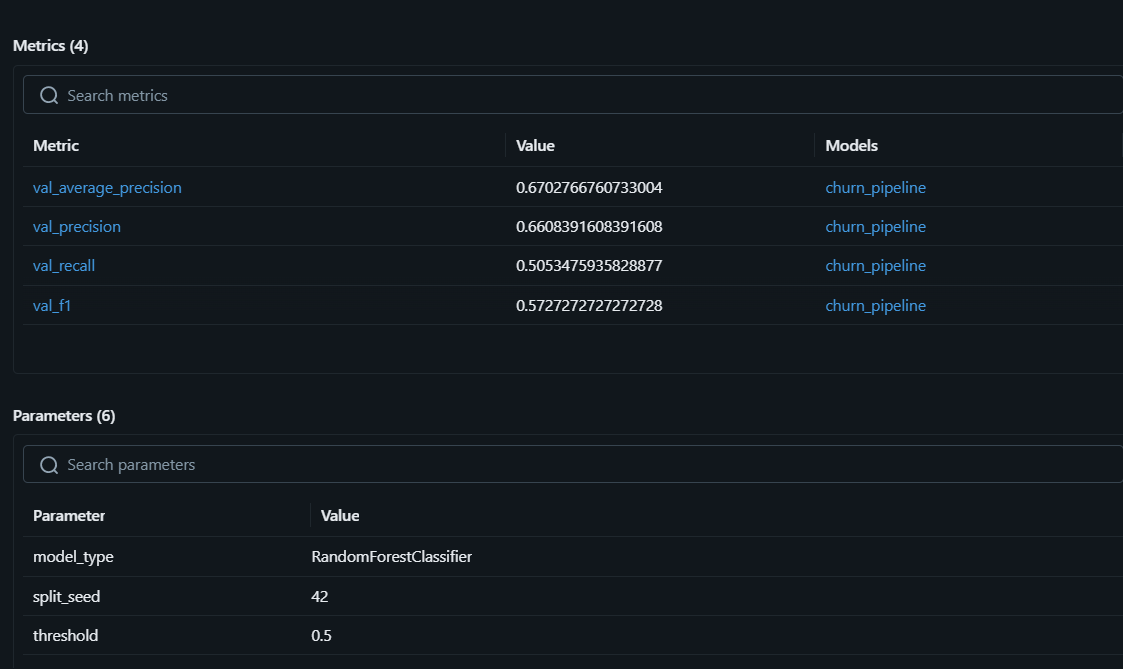 Metrics (4)
Search metrics
Metric Value Models
val_average_precision 0.6702766760733004 churn_pipeline
val_precision 0.6608391608391608 churn_pipeline
val_recall 0.5053475935828877 churn_pipeline
val_f1 0.5727272727272728 churn_pipeline
Parameters (6)
Search parameters
Parameter Value
model_type RandomForestClassifier
split_seed 42
threshold 0.5